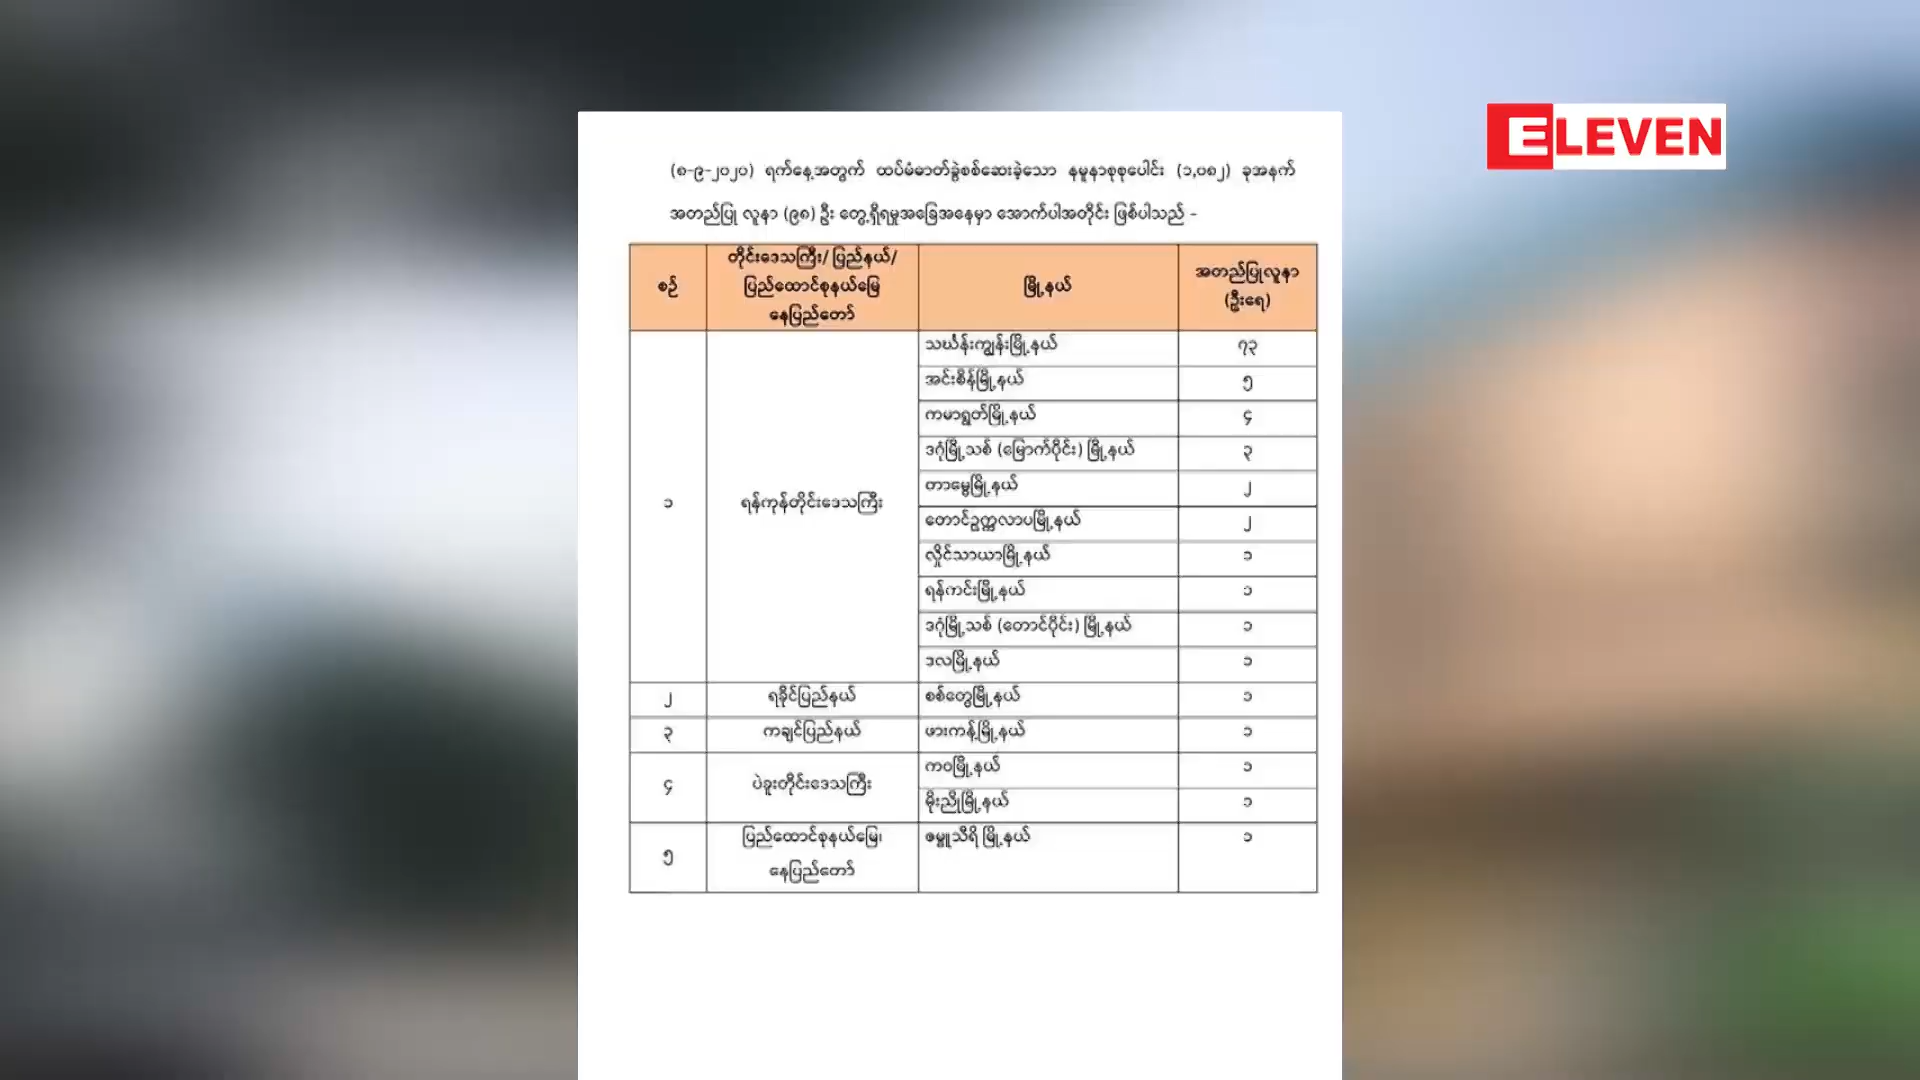 ELEVEN
(၈-၉-၂၀၂၀) ရက်နေ့အတွက် ထပ်မံဓာတ်ခွဲစစ်ဆေးခဲ့သော နမူနာစုစုပေါင်း (၁,၀၈၂) ခုအနက်
အတည်ပြု လူနာ (၉၈) ဦး တွေ့ရှိရမှုအခြေအနေမှာ အောက်ပါအတိုင်း ဖြစ်ပါသည် -
စဉ်
တိုင်းဒေသကြီး/ ပြည်နယ်/
ပြည်ထောင်စုနယ်မြေ
နေပြည်တော်
မြို့နယ်
အတည်ပြုလူနာ
(ဦးရေ)
၁
ရန်ကုန်တိုင်းဒေသကြီး
သင်္ဃန်းကျွန်းမြို့နယ် ၇၃
အင်းစိန်မြို့နယ် ၅
ကမာရွတ်မြို့နယ် ၄
ဒဂုံမြို့သစ် (မြောက်ပိုင်း) မြို့နယ် ၃
တာမွေမြို့နယ် ၂
တောင်ဥက္ကလာပမြို့နယ် ၂
လှိုင်သာယာမြို့နယ် ၁
ရန်ကင်းမြို့နယ် ၁
ဒဂုံမြို့သစ် (တောင်ပိုင်း) မြို့နယ် ၁
ဒလမြို့နယ် ၁
၂ ရခိုင်ပြည်နယ် စစ်တွေမြို့နယ် ၁
၃ ကချင်ပြည်နယ် ဖားကန့်မြို့နယ် ၁
၄ ပဲခူးတိုင်းဒေသကြီး
ကဝမြို့နယ် ၁
မိုးညိုမြို့နယ် ၁
၅
ပြည်ထောင်စုနယ်မြေ၊
နေပြည်တော်
ဇမ္ဗူသီရိ မြို့နယ် ၁